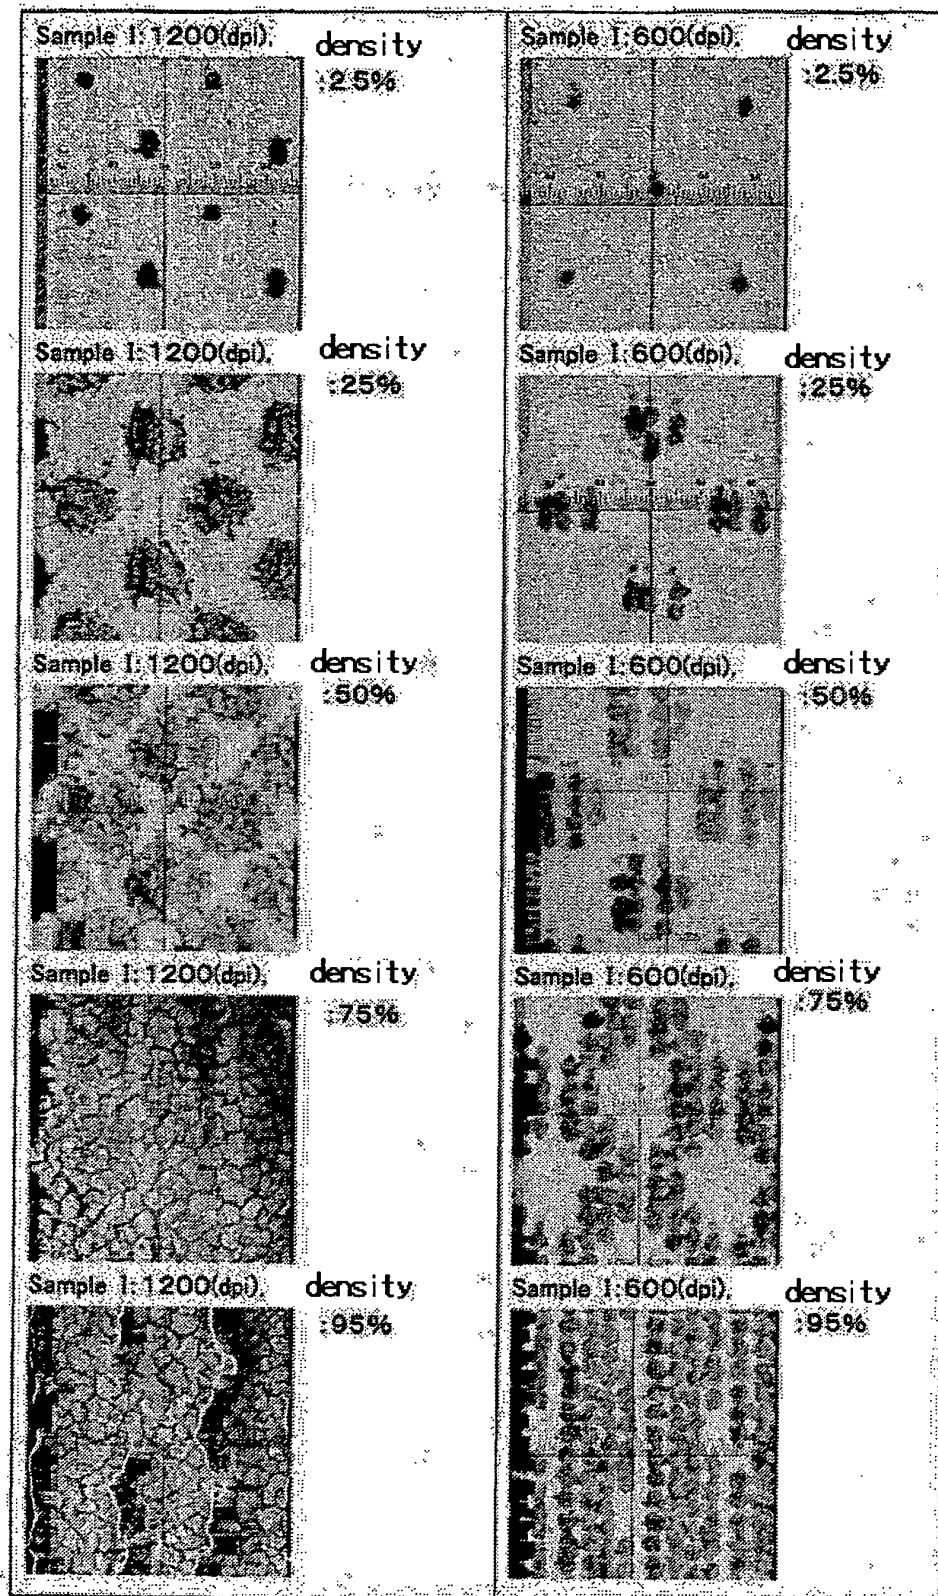 Sample I:1200(dpi), density
:2.5%
Sample I:600(dpi), density
:2.5%
Sample I:1200(dpi), density
:25%
Sample I:600(dpi), density
:25%
Sample I:1200(dpi), density
:50%
Sample I:600(dpi), density
:50%
Sample I:1200(dpi), density
:75%
Sample I:600(dpi), density
:75%
Sample I:1200(dpi), density
:95%
Sample I:600(dpi), density
:95%